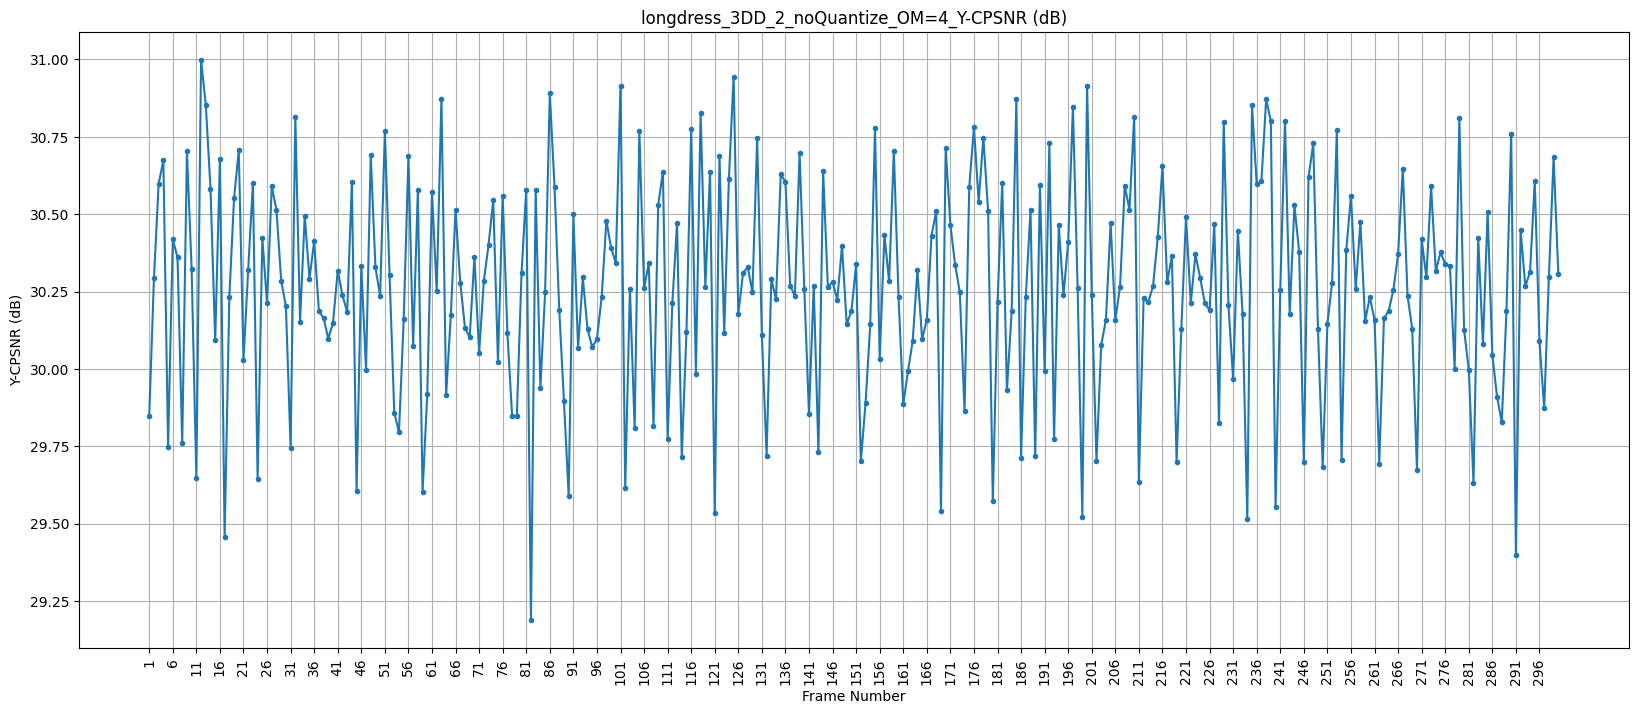 longdress_3DD_2_noQuantize_OM=4_Y-CPSNR (dB)
Y-CPSNR (dB)
31.00
30.75
30.50
30.25
30.00
29.75
29.50
29.25
1 6 11 16 21 26 31 36 41 46 51 56 61 66 71 76 81 86 91 96 101 106 111 116 121 126 131 136 141 146 151 156 161 166 171 176 181 186 191 196 201 206 211 216 221 226 231 236 241 246 251 256 261 266 271 276 281 286 291 296
Frame Number